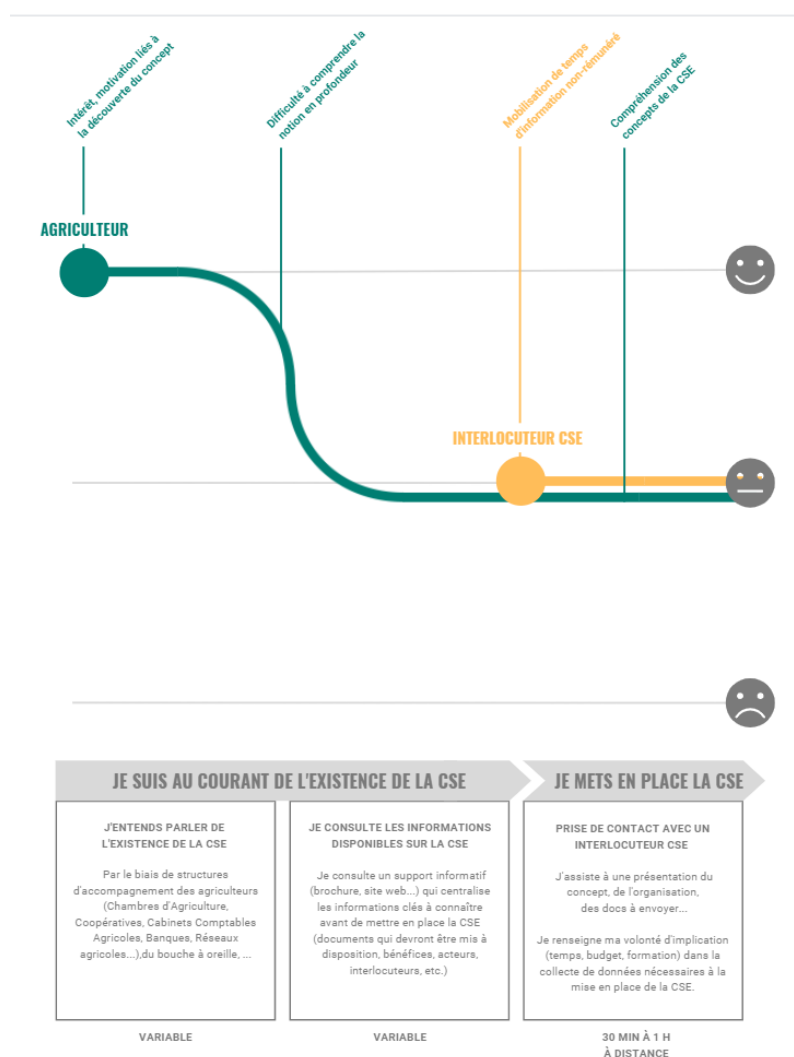 Intérêt, motivation liés à
la découverte du concept
Difficulté à comprendre la
notion en profondeur
Mobilisation de temps
d'information non-rémunéré
Compréhension des
concepts de la CSE
AGRICULTEUR
INTERLOCUTEUR CSE
JE SUIS AU COURANT DE L'EXISTENCE DE LA CSE
JE METS EN PLACE LA CSE
J'ENTENDS PARLER DE
L'EXISTENCE DE LA CSE
Par le biais de structures
d'accompagnement des agriculteurs
(Chambres d'Agriculture,
Coopératives, Cabinets Comptables
Agricoles, Banques, Réseaux
agricoles...),du bouche à oreille, ...
VARIABLE
JE CONSULTE LES INFORMATIONS
DISPONIBLES SUR LA CSE
Je consulte un support informatif
(brochure, site web...) qui centralise
les informations clés à connaître
avant de mettre en place la CSE
(documents qui devront être mis à
disposition, bénéfices, acteurs,
interlocuteurs, etc.)
VARIABLE
PRISE DE CONTACT AVEC UN
INTERLOCUTEUR CSE
J'assiste à une présentation du
concept, de l'organisation,
des docs à envoyer...
Je renseigne ma volonté d'implication
(temps, budget, formation) dans la
collecte de données nécessaires à la
mise en place de la CSE.
30 MIN À 1 H
À DISTANCE